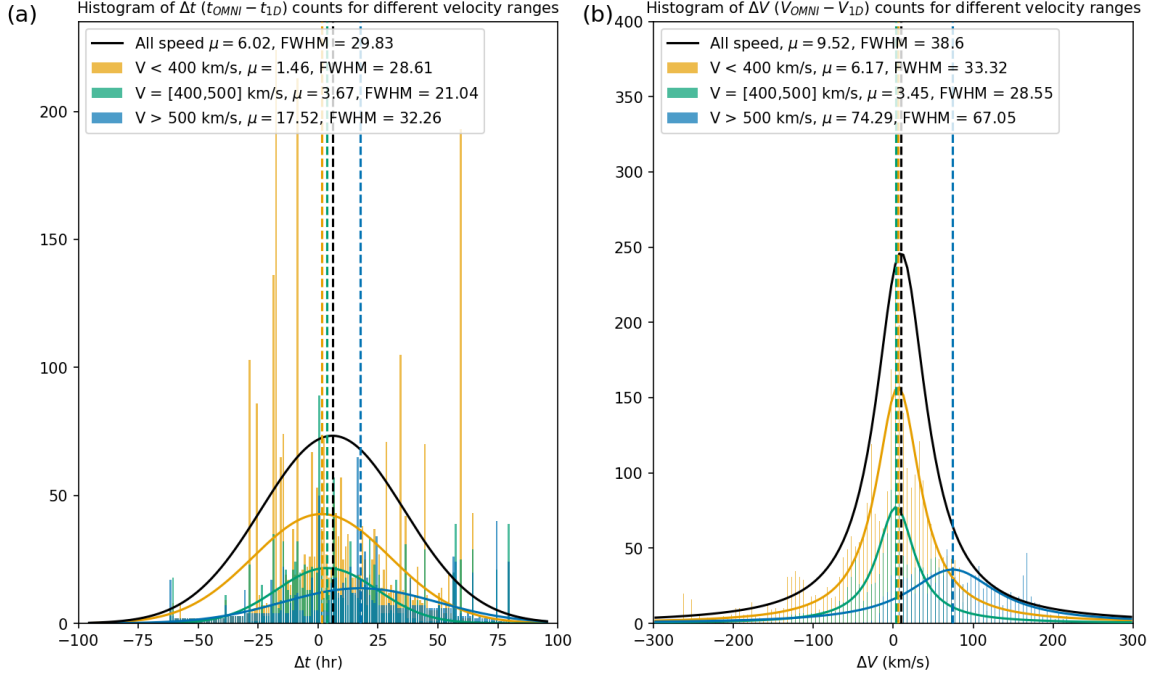 (a)
Histogram of Δt (t_OMNI − t_1D) counts for different velocity ranges
All speed μ = 6.02, FWHM = 29.83
V < 400 km/s, μ = 1.46, FWHM = 28.61
V = [400,500] km/s, μ = 3.67, FWHM = 21.04
V > 500 km/s, μ = 17.52, FWHM = 32.26
200
150
100
50
0
−100 −75 −50 −25 0 25 50 75 100
Δt (hr)
(b)
Histogram of ΔV (V_OMNI − V_1D) counts for different velocity ranges
All speed, μ = 9.52, FWHM = 38.6
V < 400 km/s, μ = 6.17, FWHM = 33.32
V = [400,500] km/s, μ = 3.45, FWHM = 28.55
V > 500 km/s, μ = 74.29, FWHM = 67.05
400
350
300
250
200
150
100
50
0
−300 −200 −100 0 100 200 300
ΔV (km/s)